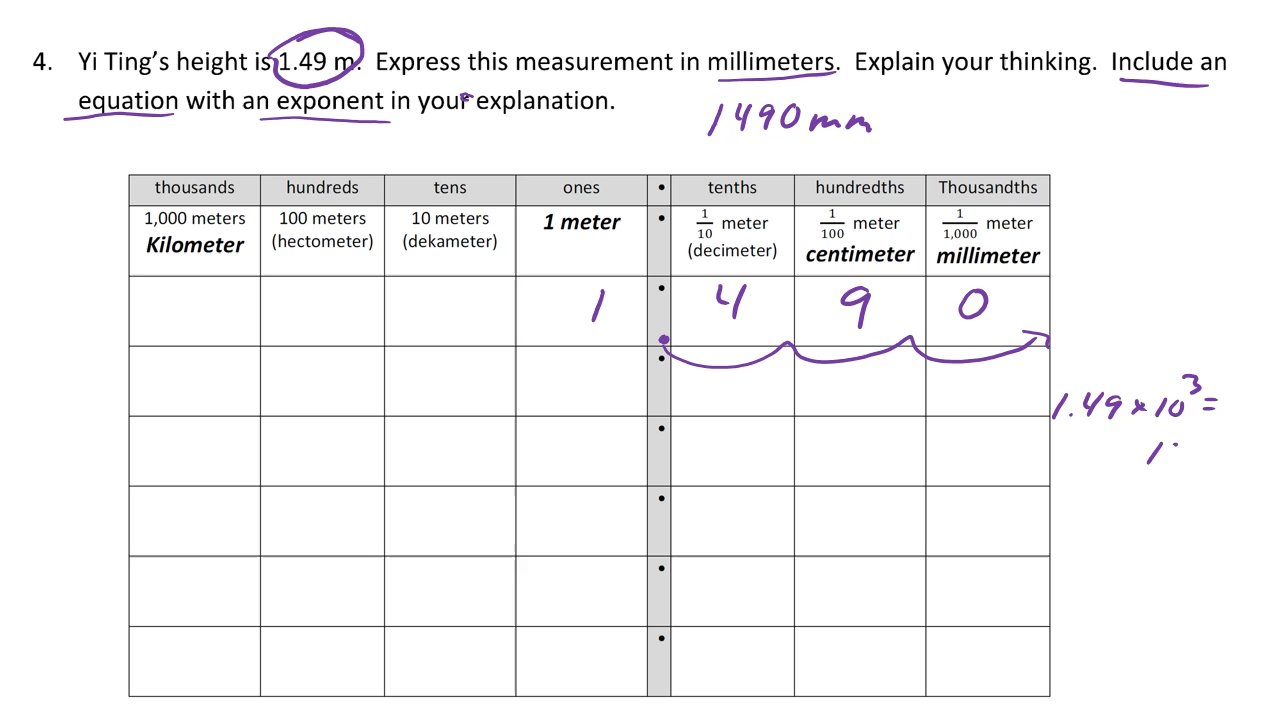 4. Yi Ting's height is 1.49 m. Express this measurement in millimeters. Explain your thinking. Include an
equation with an exponent in your explanation.
1490mm
thousands hundreds tens ones • tenths hundredths Thousandths
1,000 meters 100 meters 10 meters 1 meter • 1/10 meter 1/100 meter 1/1,000 meter
Kilometer (hectometer) (dekameter) (decimeter) centimeter millimeter
1 • 4 9 0
•
1.49 × 10³ =
•
1
•
•
•